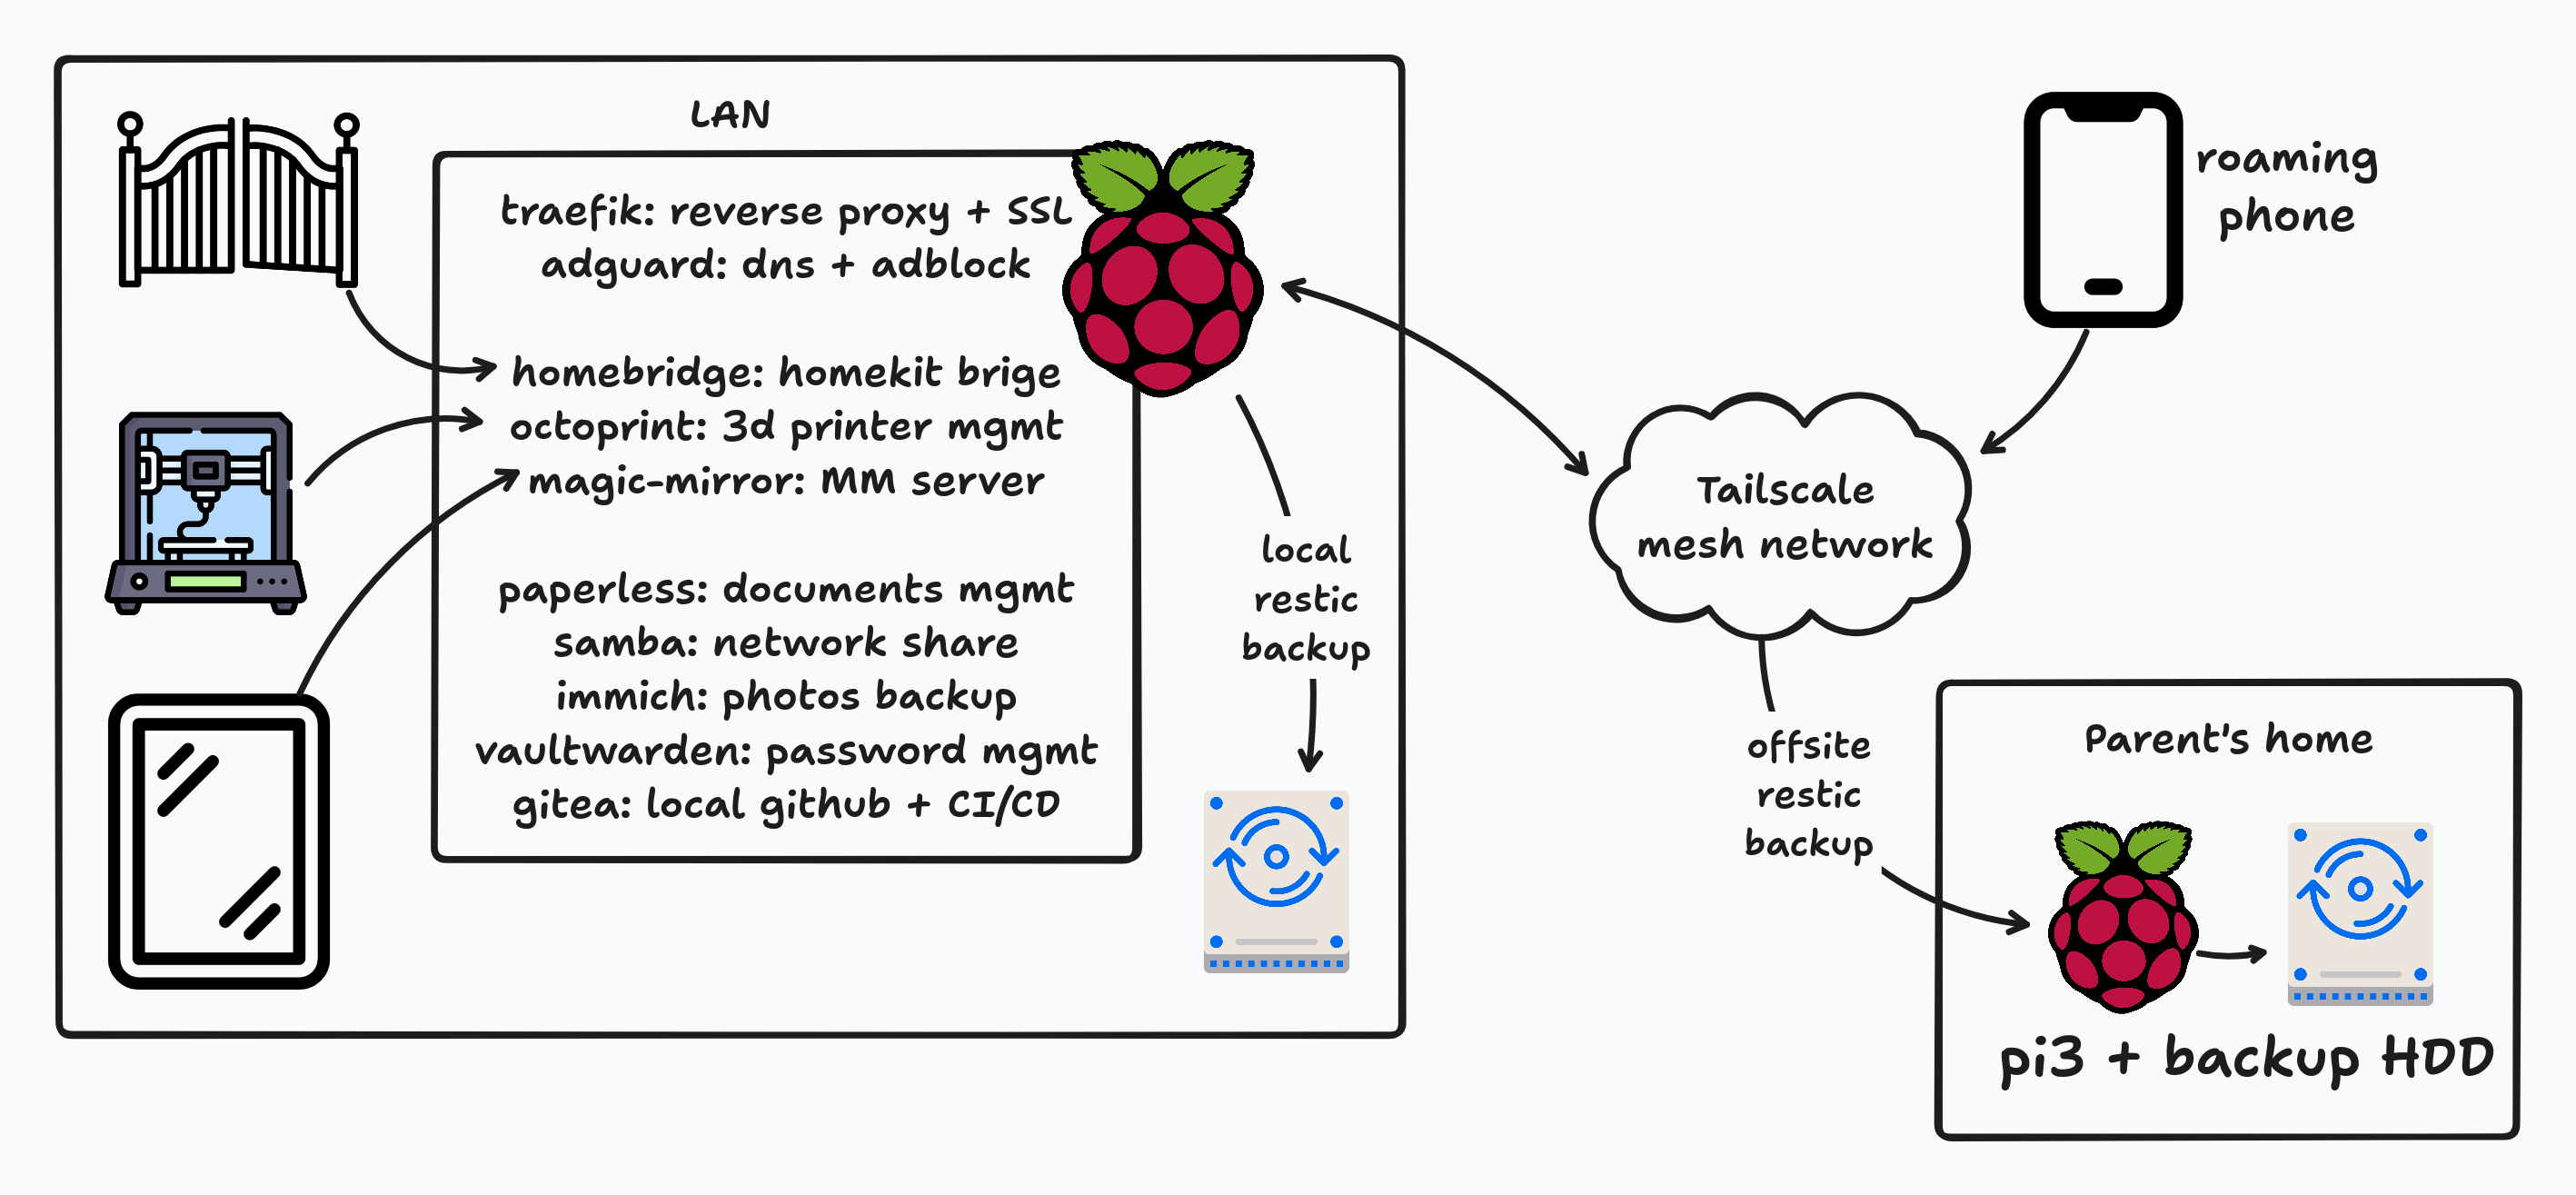 LAN
traefik: reverse proxy + SSL
adguard: dns + adblock
homebridge: homekit brige
octoprint: 3d printer mgmt
magic-mirror: MM server
paperless: documents mgmt
samba: network share
immich: photos backup
vaultwarden: password mgmt
gitea: local github + CI/CD
local
restic
backup
roaming
phone
Tailscale
mesh network
offsite
restic
backup
Parent's home
pi3 + backup HDD